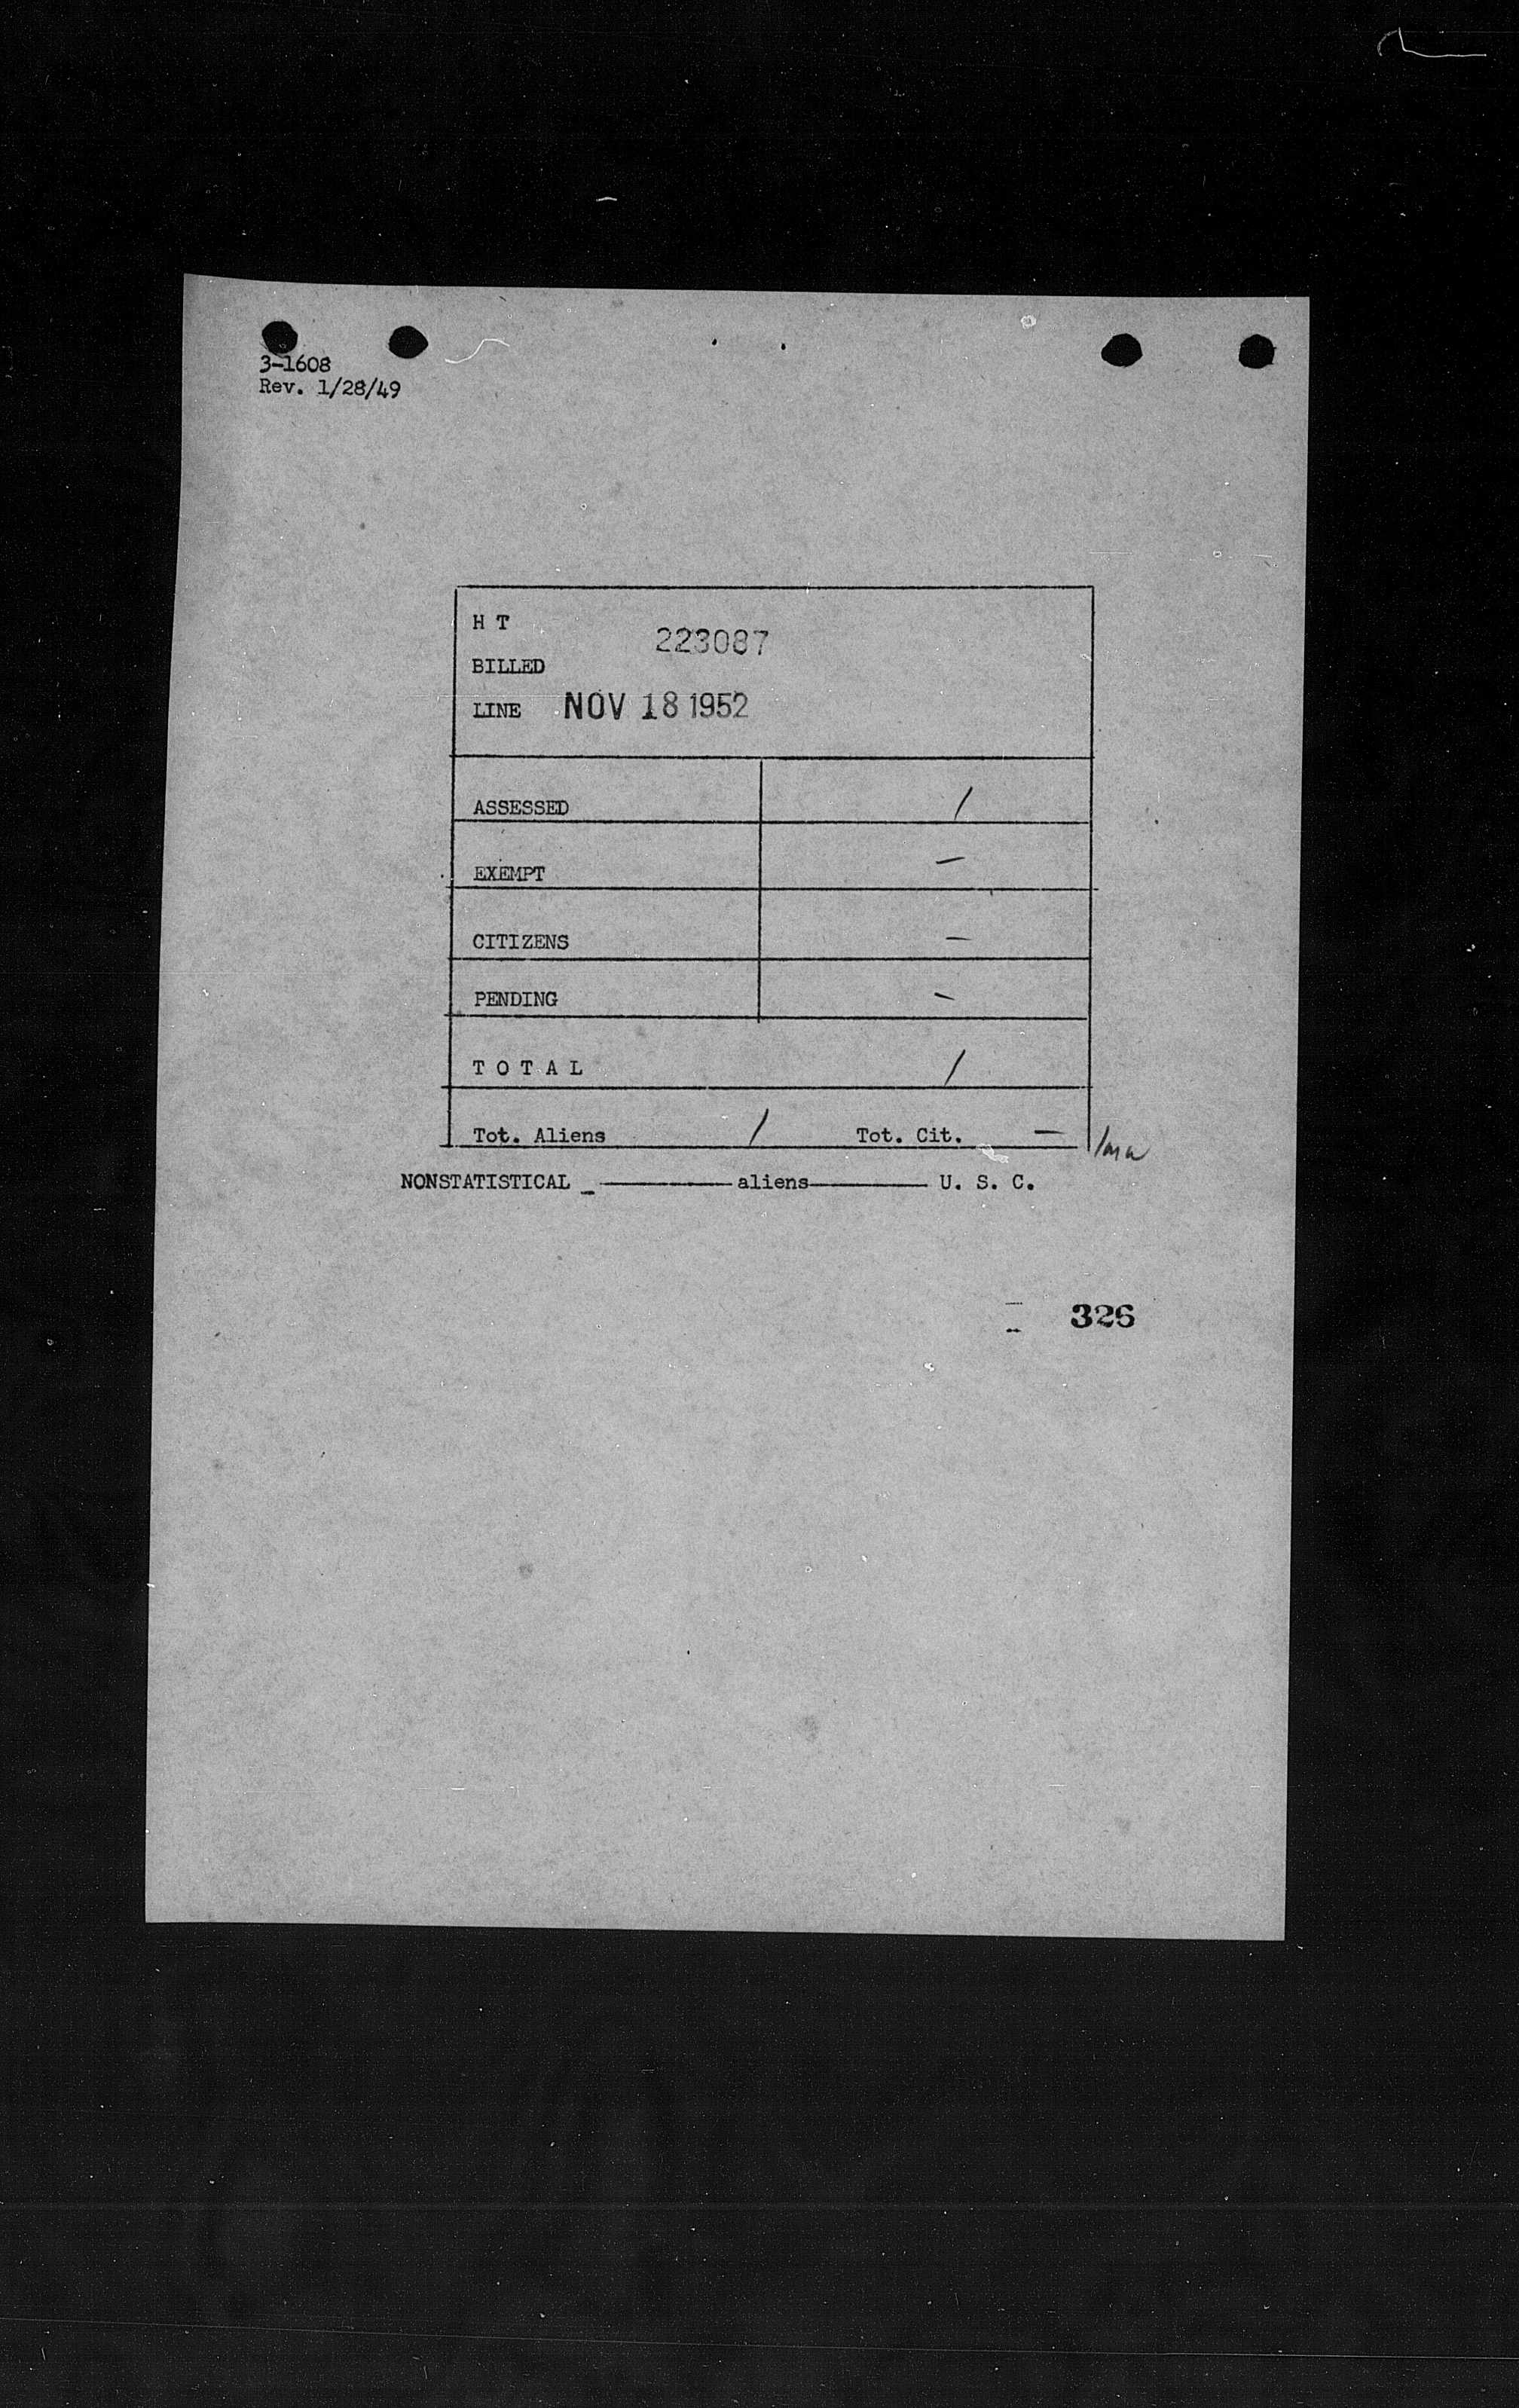 3-1608
Rev. 1/28/49
H T
223087
BILLED
LINE NOV 18 1952
ASSESSED /
EXEMPT —
CITIZENS —
PENDING -
T O T A L /
Tot. Aliens / Tot. Cit. —
NONSTATISTICAL _ ———— aliens ———— U. S. C.
326